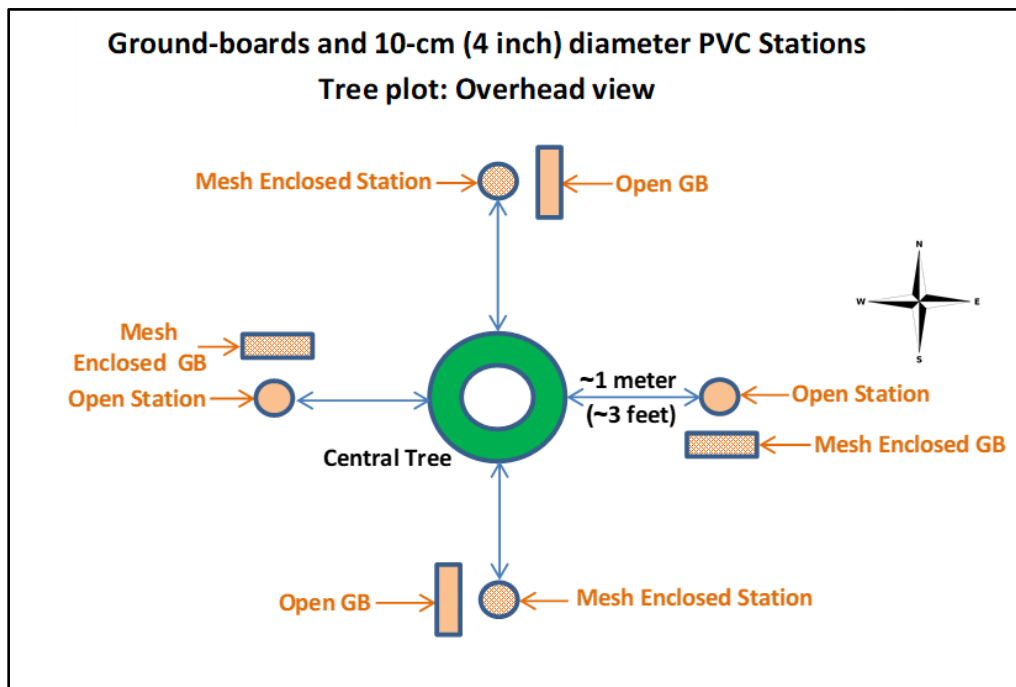 Ground-boards and 10-cm (4 inch) diameter PVC Stations
Tree plot: Overhead view
Mesh Enclosed Station
Open GB
N
W
E
S
Mesh
Enclosed GB
Open Station
~1 meter
(~3 feet)
Open Station
Mesh Enclosed GB
Central Tree
Open GB
Mesh Enclosed Station